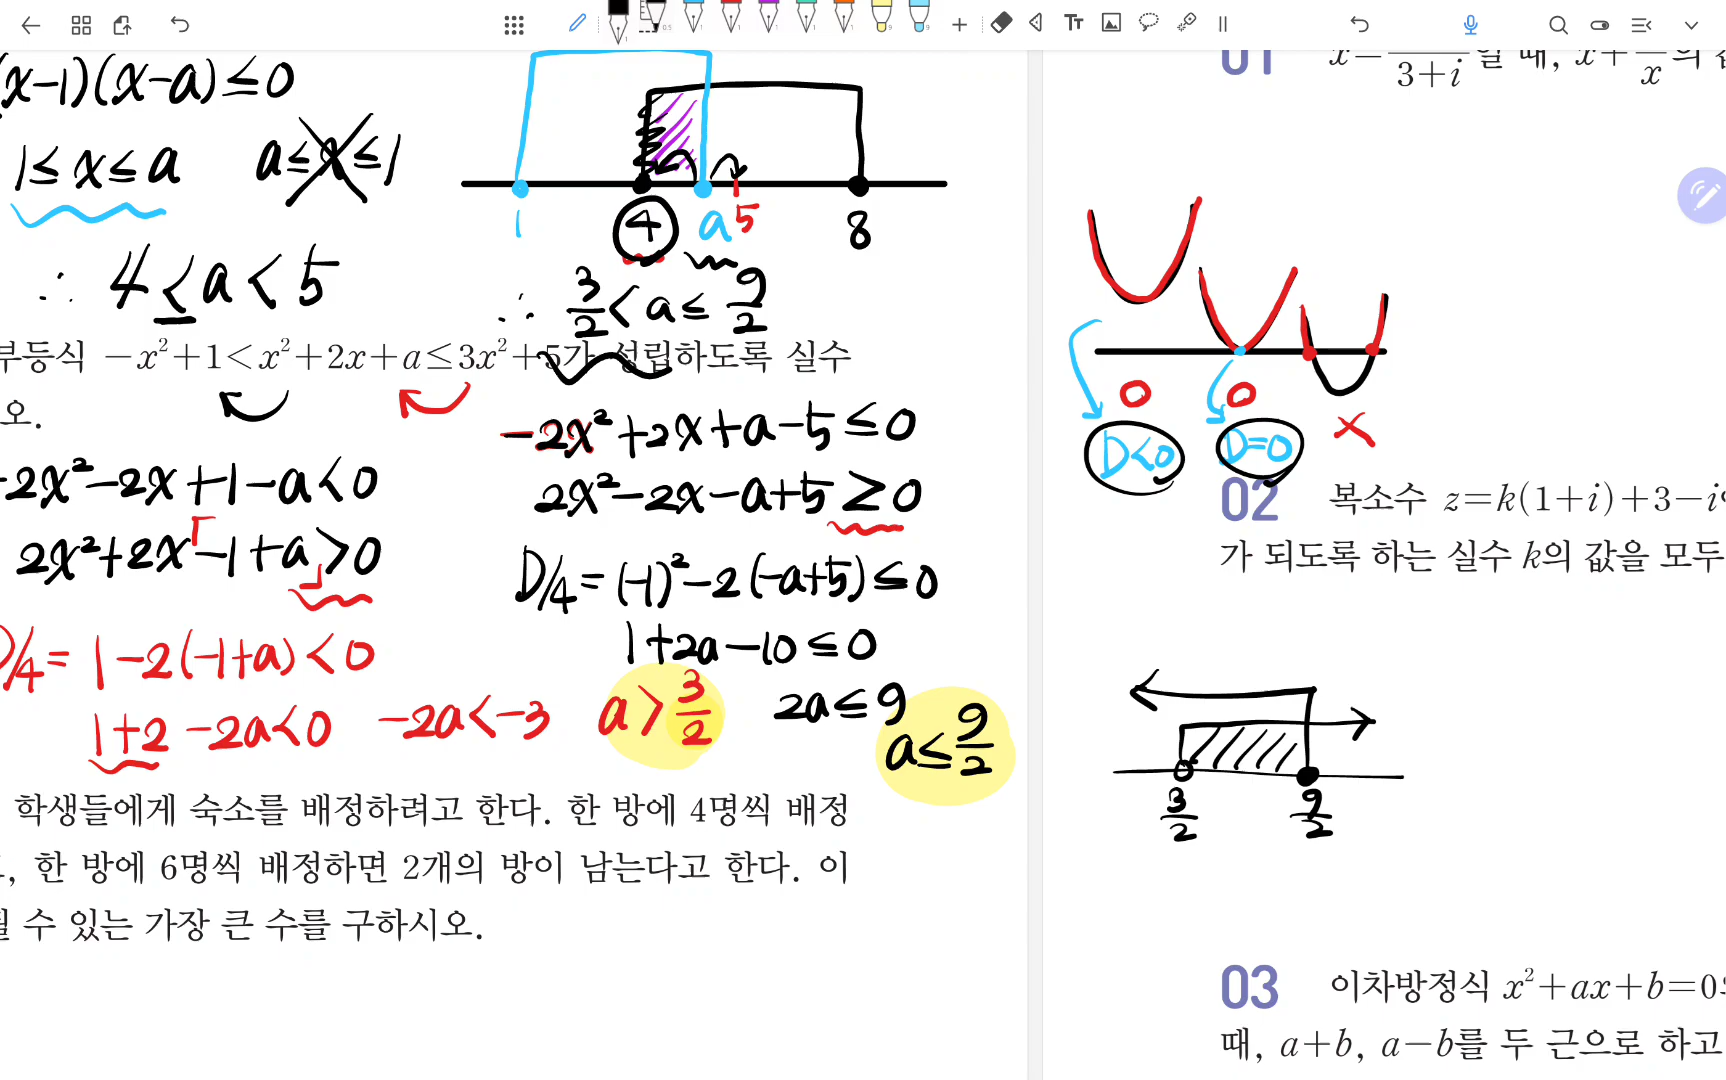 (x-1)(x-a)≤0
1≤x≤a a≤x≤1
1 4 a 5 8
∴ 4≤a<5
∴ 3/2<a≤9/2
부등식 -x²+1<x²+2x+a≤3x²+5가 성립하도록 실수
오.
-2x²-2x+1-a<0
2x²+2x-1+a>0
D/4= 1-2(-1+a)<0
1+2-2a<0 -2a<-3 a>3/2
-2x²+2x+a-5≤0
2x²-2x-a+5≥0
D/4=(-1)²-2(-a+5)≤0
1+2a-10≤0
2a≤9
a≤9/2
학생들에게 숙소를 배정하려고 한다. 한 방에 4명씩 배정
, 한 방에 6명씩 배정하면 2개의 방이 남는다고 한다. 이
될 수 있는 가장 큰 수를 구하시오.
01 x= 3+i 일 때, x+ x 의
0 0 x
D<0 D=0
02 복소수 z=k(1+i)+3-i
가 되도록 하는 실수 k의 값을 모두
3/2 9/2
03 이차방정식 x²+ax+b=0
때, a+b, a-b를 두 근으로 하고